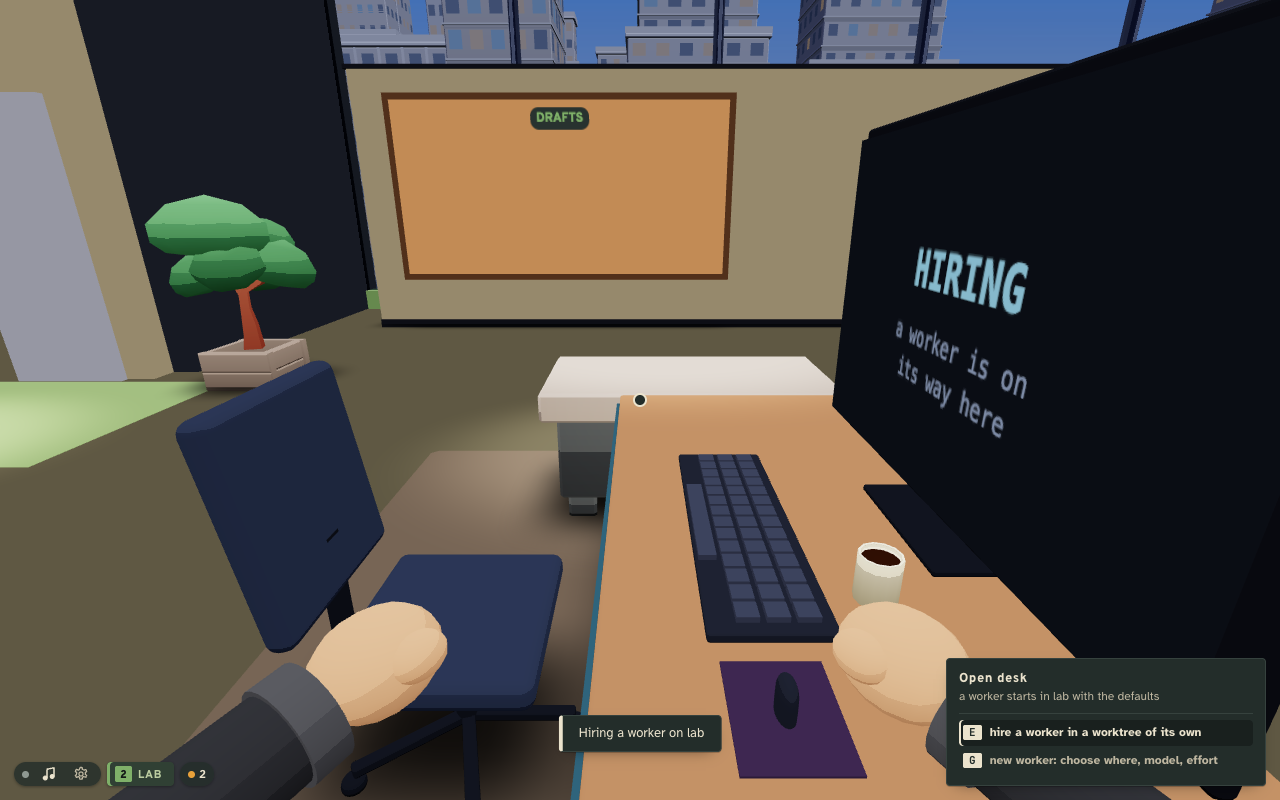 DRAFTS
HIRING
a worker is on
its way here
Open desk
a worker starts in lab with the defaults
E hire a worker in a worktree of its own
G new worker: choose where, model, effort
Hiring a worker on lab
2 LAB
2